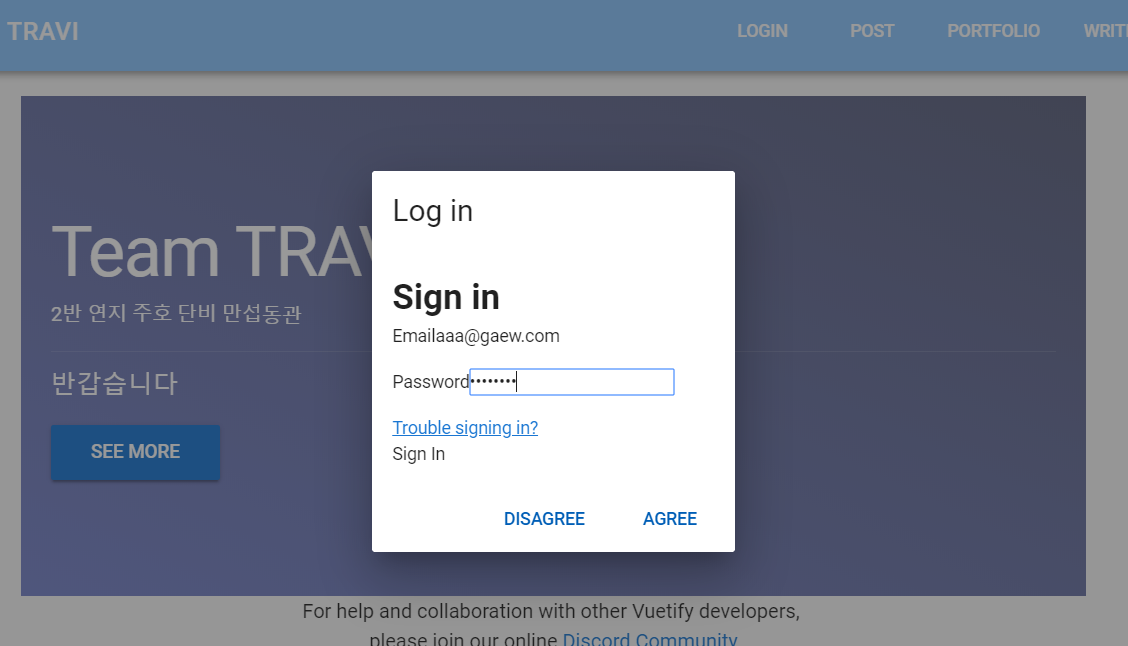 TRAVI LOGIN POST PORTFOLIO
Log in
Team
2반 연지 주호 단비 만섭동관
반갑습니다
SEE MORE
Sign in
Emailaaa@gaew.com
Password••••••••
Trouble signing in?
Sign In
DISAGREE AGREE
For help and collaboration with other Vuetify developers,
please join our online Discord Community